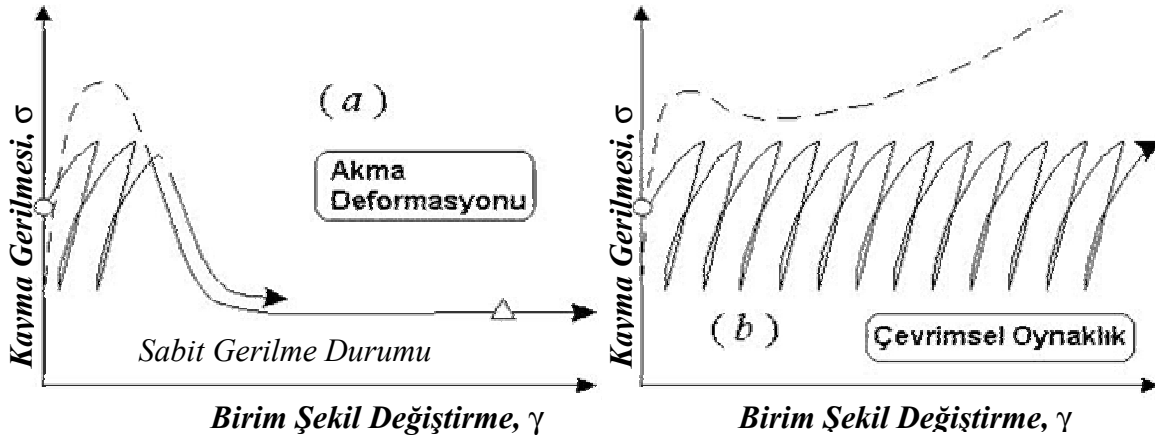 Kayma Gerilmesi, σ
( a )
Akma
Deformasyonu
Sabit Gerilme Durumu
Birim Şekil Değiştirme, γ
Kayma Gerilmesi, σ
( b )
Çevrimsel Oynaklık
Birim Şekil Değiştirme, γ